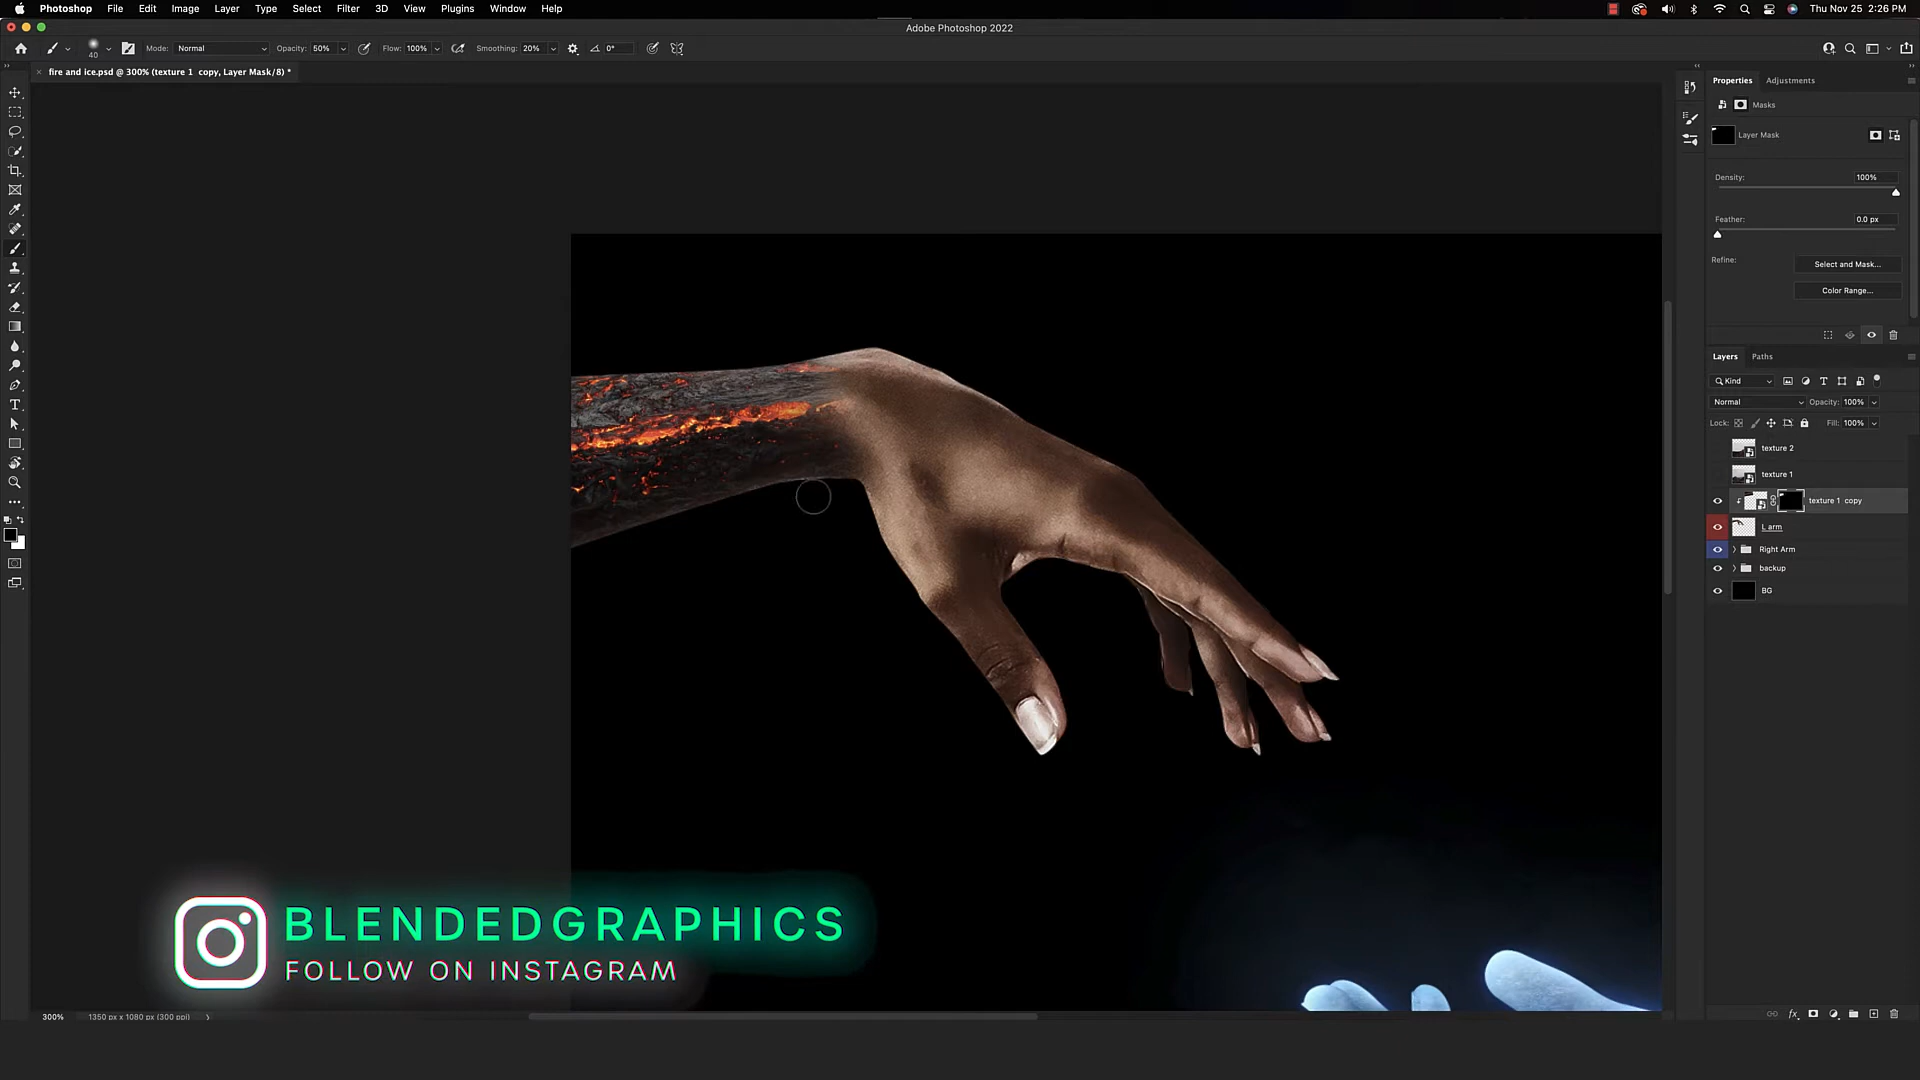 Photoshop File Edit Image Layer Type Select Filter 3D View Plugins Window Help Thu Nov 25 2:26 PM
Adobe Photoshop 2022
40 Mode: Normal Opacity: 50% Flow: 100% Smoothing: 20% 0°
× fire and ice.psd @ 300% (texture 1 copy, Layer Mask/8) *
Properties Adjustments
Masks
Layer Mask
Density: 100%
Feather: 0.0 px
Refine: Select and Mask...
Color Range...
Layers Paths
Kind
Normal Opacity: 100%
Lock: Fill: 100%
texture 2
texture 1
texture 1 copy
L arm
Right Arm
backup
BG
BLENDEDGRAPHICS
FOLLOW ON INSTAGRAM
300% 1350 px x 1080 px (300 ppi)
fx